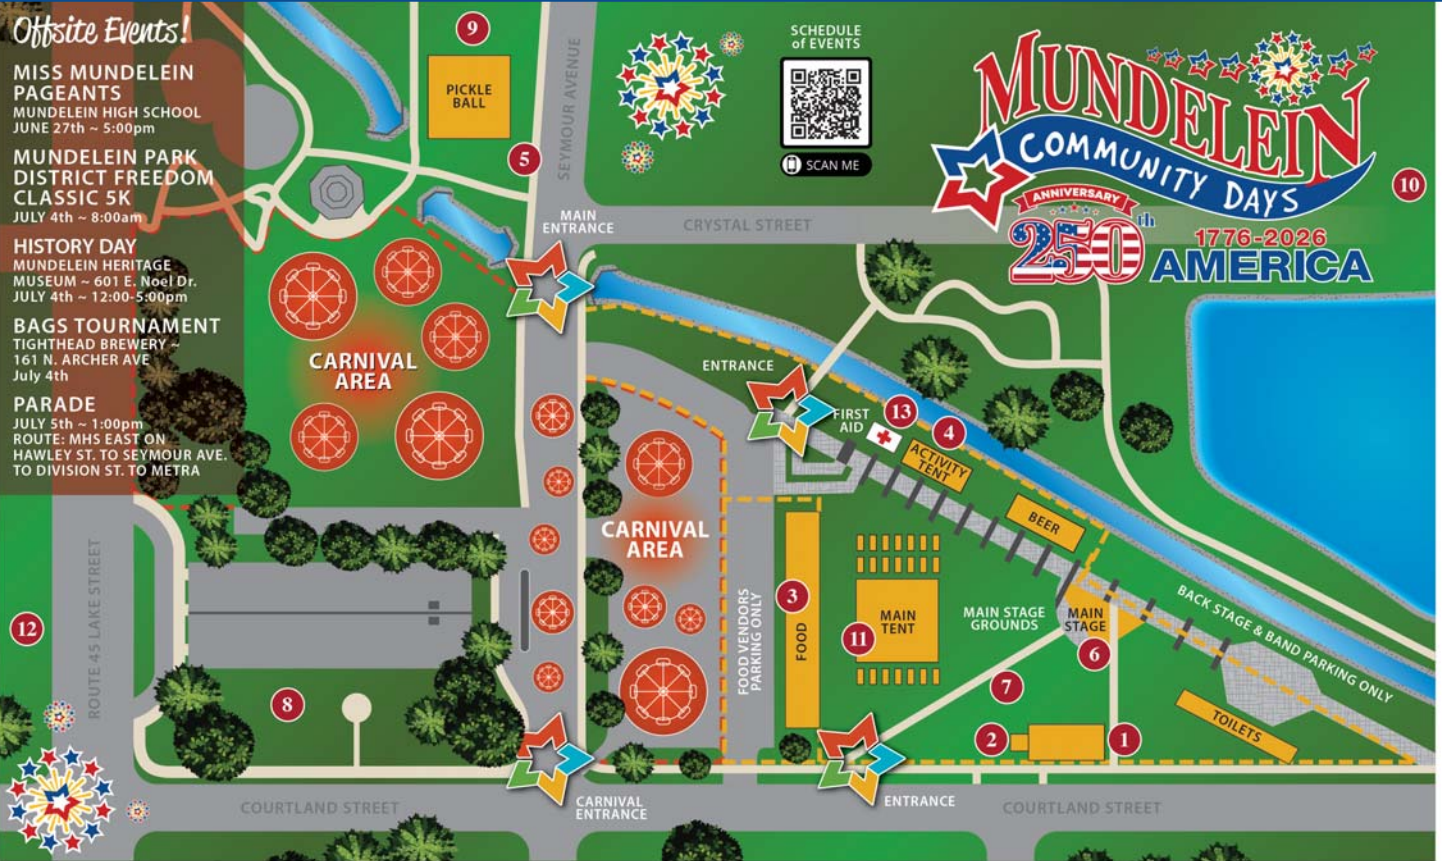 Offsite Events!
MISS MUNDELEIN
PAGEANTS
MUNDELEIN HIGH SCHOOL
JUNE 27th ~ 5:00pm
MUNDELEIN PARK
DISTRICT FREEDOM
CLASSIC 5K
JULY 4th ~ 8:00am
HISTORY DAY
MUNDELEIN HERITAGE
MUSEUM ~ 601 E. Noel Dr.
JULY 4th ~ 12:00-5:00pm
BAGS TOURNAMENT
TIGHTHEAD BREWERY ~
161 N. ARCHER AVE
July 4th
PARADE
JULY 5th ~ 1:00pm
ROUTE: MHS EAST ON
HAWLEY ST. TO SEYMOUR AVE.
TO DIVISION ST. TO METRA
9
PICKLE
BALL
5
SEYMOUR AVENUE
SCHEDULE
of EVENTS
SCAN ME
MUNDELEIN
COMMUNITY DAYS
ANNIVERSARY
250th
1776-2026
AMERICA
10
MAIN
ENTRANCE
CRYSTAL STREET
CARNIVAL
AREA
ENTRANCE
FIRST
AID
13
4
ACTIVITY
TENT
BEER
CARNIVAL
AREA
FOOD VENDORS
PARKING ONLY
3
FOOD
MAIN
TENT
11
MAIN STAGE
GROUNDS
MAIN
STAGE
6
BACK STAGE & BAND PARKING ONLY
7
TOILETS
2
1
12
ROUTE 45 LAKE STREET
8
CARNIVAL
ENTRANCE
ENTRANCE
COURTLAND STREET
COURTLAND STREET